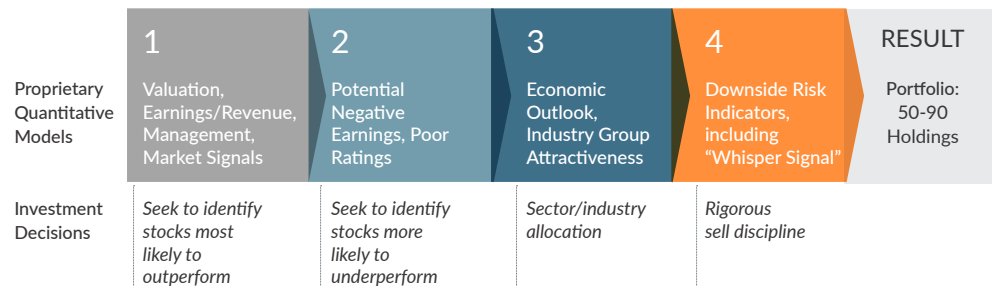 1
2
3
4
RESULT
Proprietary
Quantitative
Models
Valuation,
Earnings/Revenue,
Management,
Market Signals
Potential
Negative
Earnings, Poor
Ratings
Economic
Outlook,
Industry Group
Attractiveness
Downside Risk
Indicators,
including
“Whisper Signal”
Portfolio:
50-90
Holdings
Investment
Decisions
Seek to identify
stocks most
likely to
outperform
Seek to identify
stocks more
likely to
underperform
Sector/industry
allocation
Rigorous
sell discipline